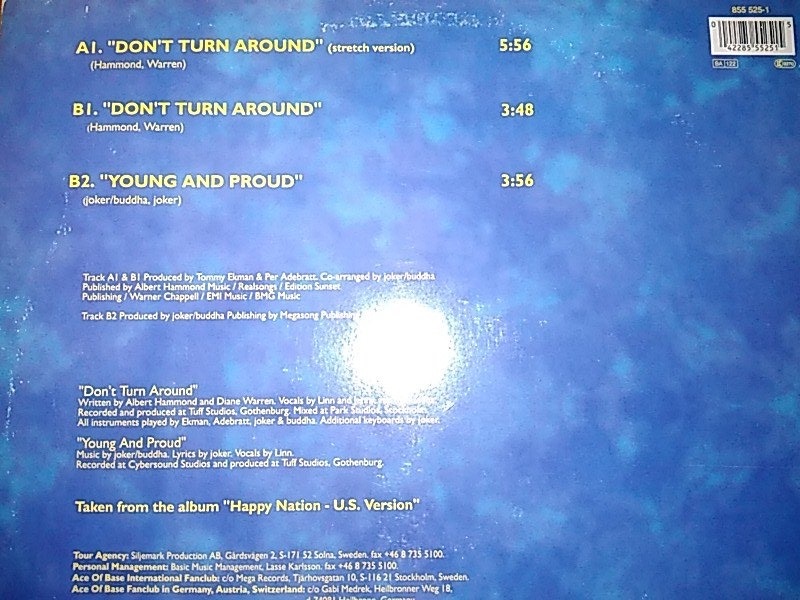 855 525-1
0 42285 55251 5
SA 122
A1. "DON'T TURN AROUND" (stretch version) 5:56
(Hammond, Warren)
B1. "DON'T TURN AROUND" 3:48
(Hammond, Warren)
B2. "YOUNG AND PROUD" 3:56
(joker/buddha, joker)
Track A1 & B1 Produced by Tommy Ekman & Per Adebratt. Co-arranged by joker/buddha
Published by Albert Hammond Music / Realsongs / Edition Sunset
Publishing / Warner Chappell / EMI Music / BMG Music
Track B2 Produced by joker/buddha Publishing by Megasong Publishing
"Don't Turn Around"
Written by Albert Hammond and Diane Warren. Vocals by Linn and
Recorded and produced at Tuff Studios, Gothenburg. Mixed at Park Studios, Stockholm.
All instruments played by Ekman, Adebratt, joker & buddha. Additional keyboards by joker.
"Young And Proud"
Music by joker/buddha. Lyrics by joker. Vocals by Linn.
Recorded at Cybersound Studios and produced at Tuff Studios, Gothenburg.
Taken from the album "Happy Nation - U.S. Version"
Tour Agency: Siljemark Production AB, Gårdsvägen 2, S-171 52 Solna, Sweden. fax +46 8 735 5100.
Personal Management: Basic Music Management, Lasse Karlsson. fax +46 8 735 5100.
Ace Of Base International Fanclub: c/o Mega Records, Tjärhovsgatan 10, S-116 21 Stockholm, Sweden.
Ace Of Base Fanclub in Germany, Austria, Switzerland: c/o Gabi Medrek, Heilbronner Weg 18,